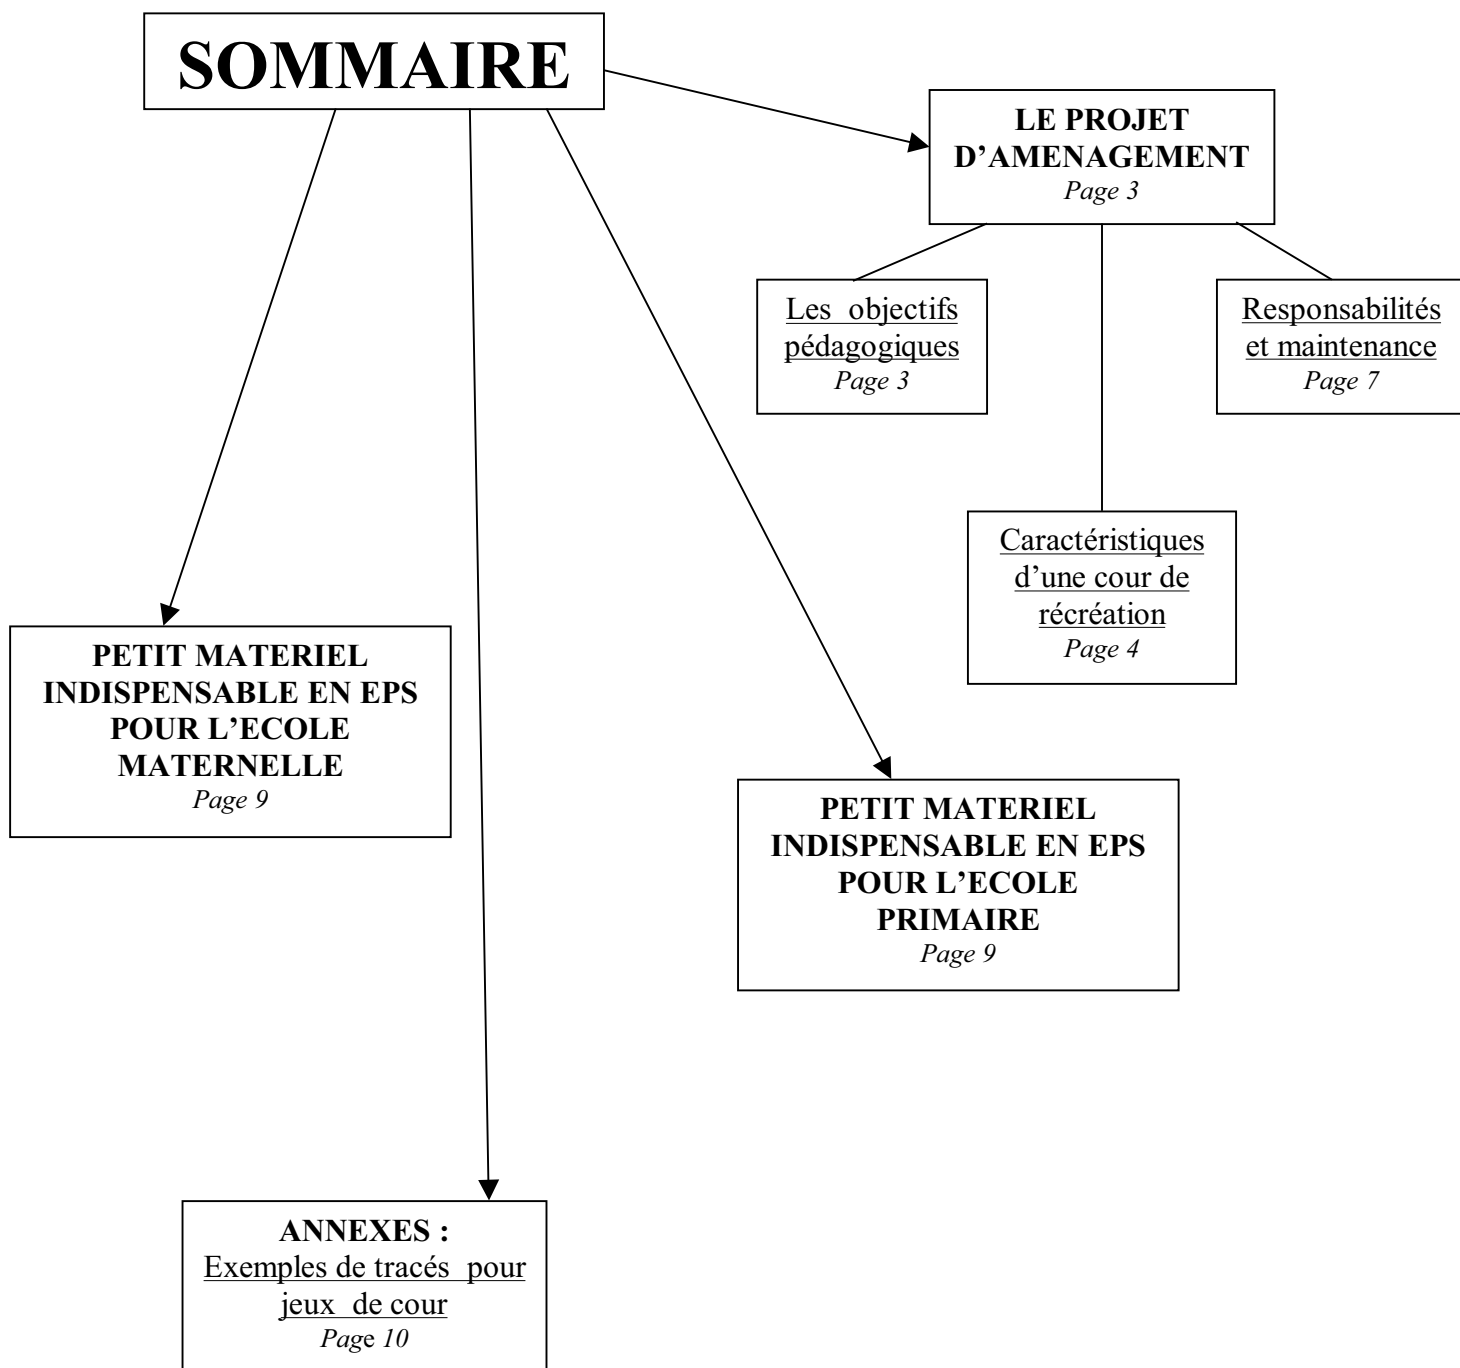 SOMMAIRE
LE PROJET
D’AMENAGEMENT
Page 3
Les objectifs
pédagogiques
Page 3
Responsabilités
et maintenance
Page 7
Caractéristiques
d’une cour de
récréation
Page 4
PETIT MATERIEL
INDISPENSABLE EN EPS
POUR L’ECOLE
MATERNELLE
Page 9
PETIT MATERIEL
INDISPENSABLE EN EPS
POUR L’ECOLE
PRIMAIRE
Page 9
ANNEXES :
Exemples de tracés pour
jeux de cour
Page 10